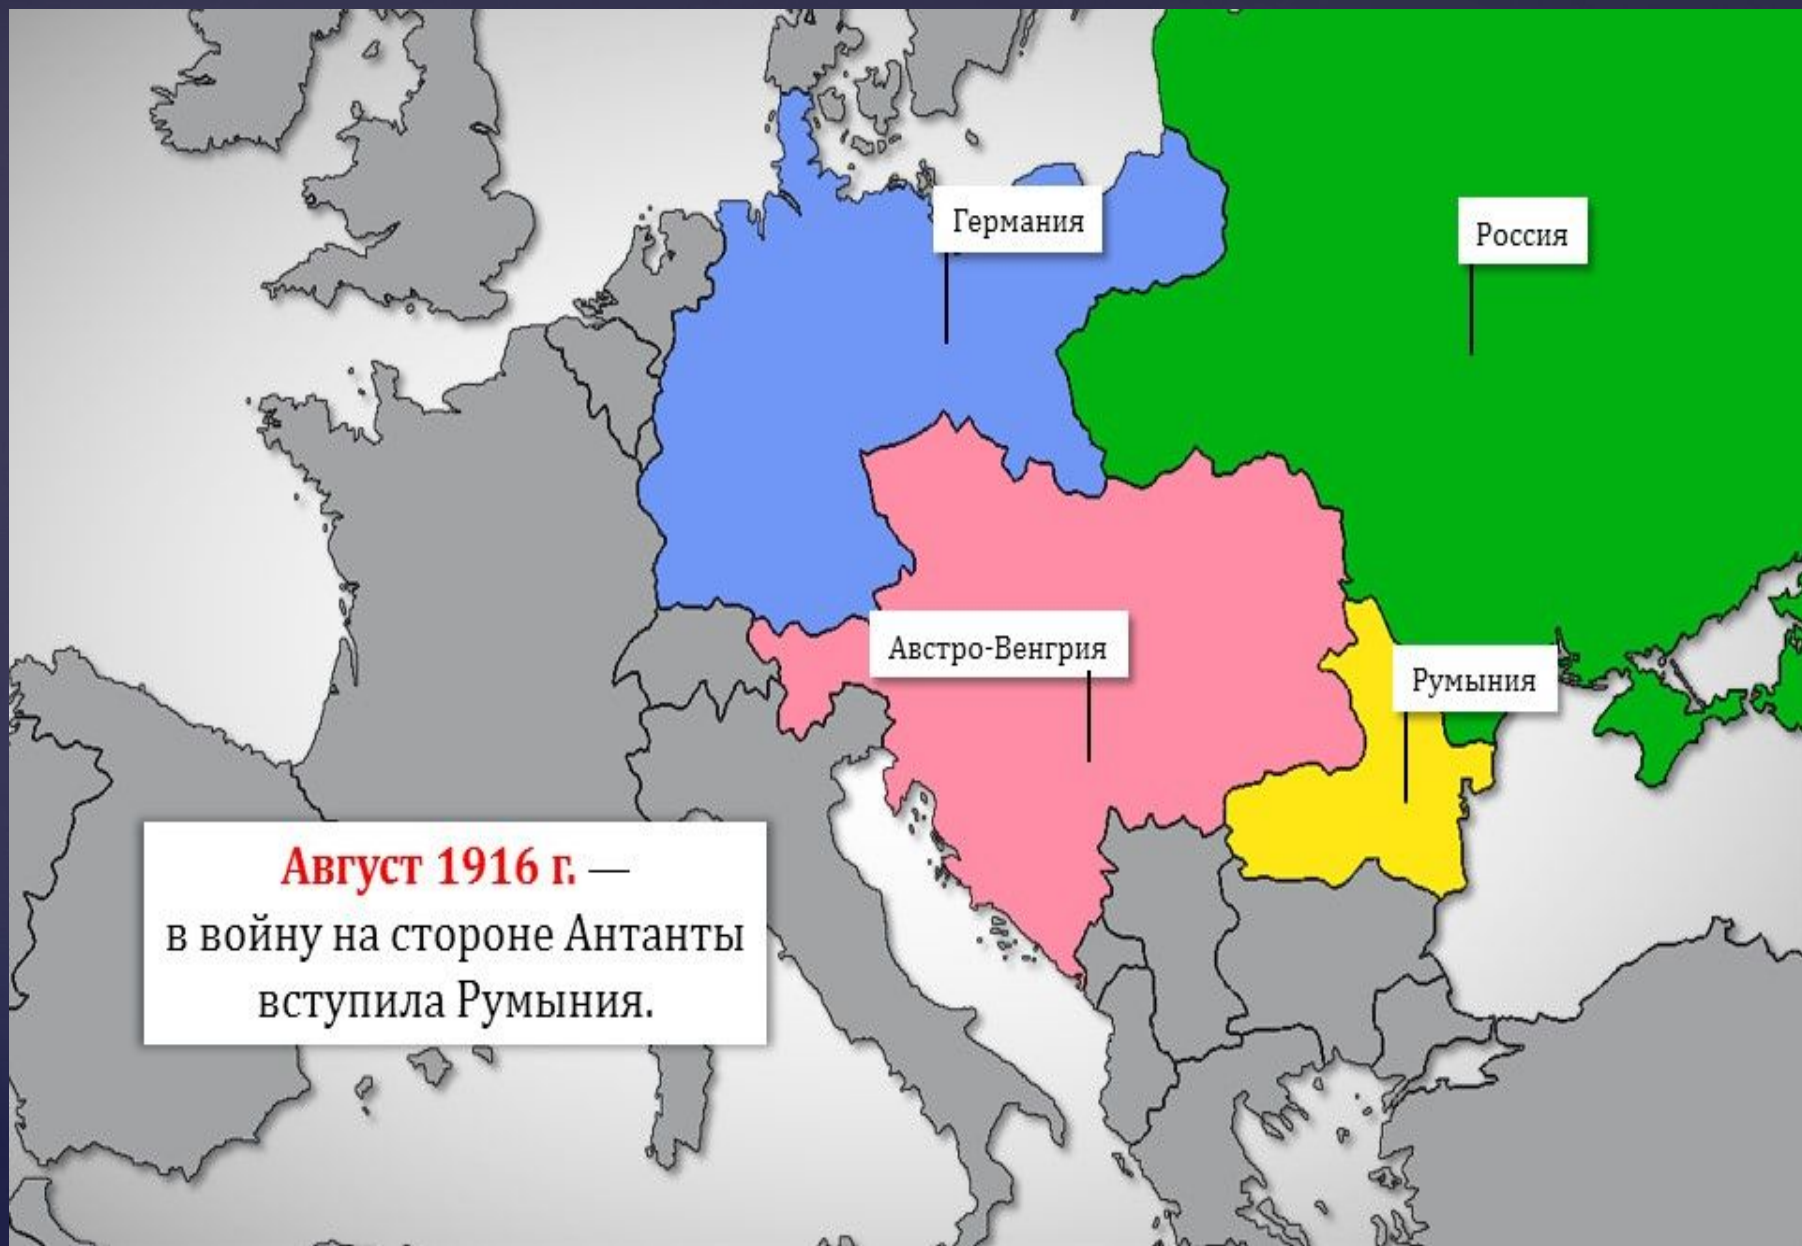 Германия
Россия
Австро-Венгрия
Румыния
Август 1916 г. —
в войну на стороне Антанты
вступила Румыния.